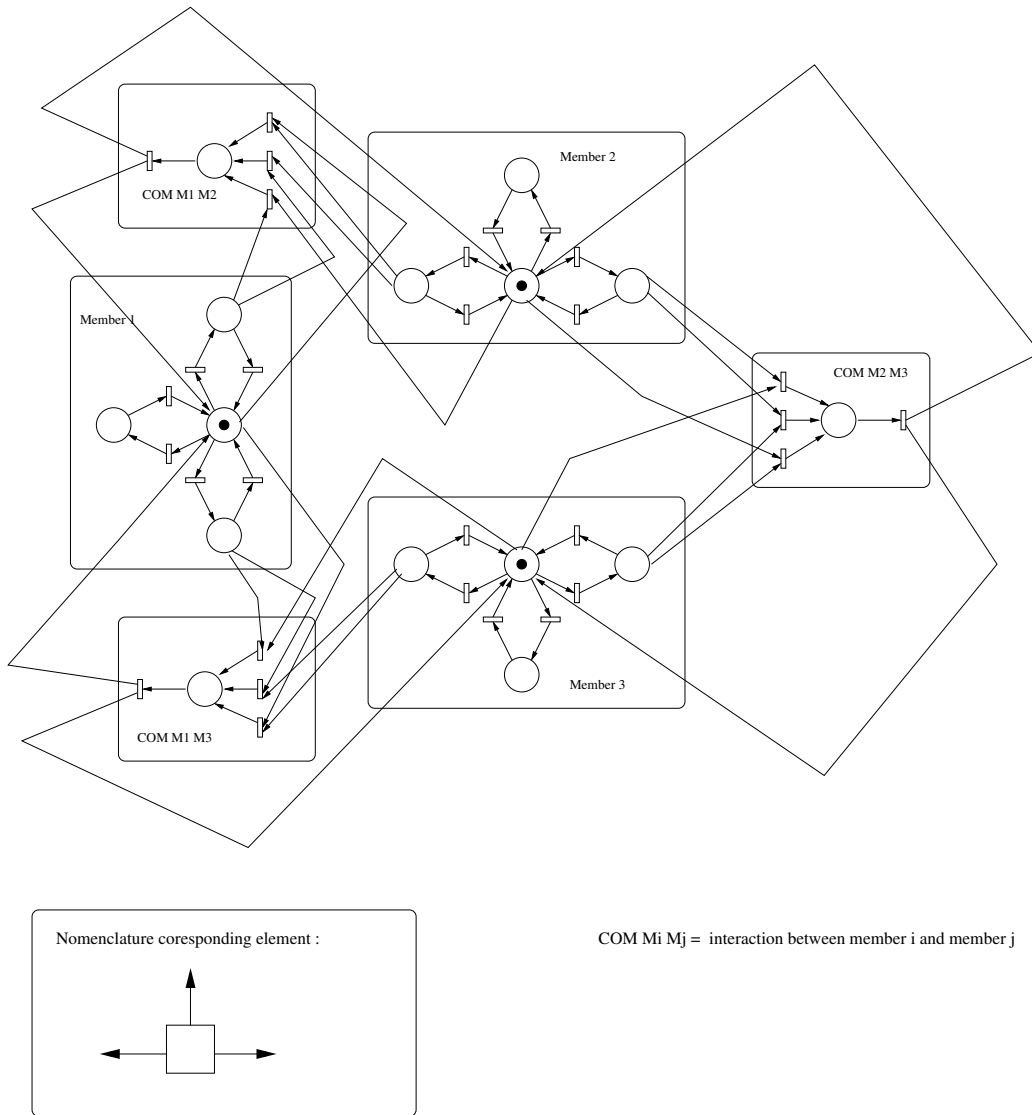 COM M1 M2
Member 2
Member 1
COM M2 M3
Member 3
COM M1 M3
Nomenclature coresponding element :
COM Mi Mj = interaction between member i and member j